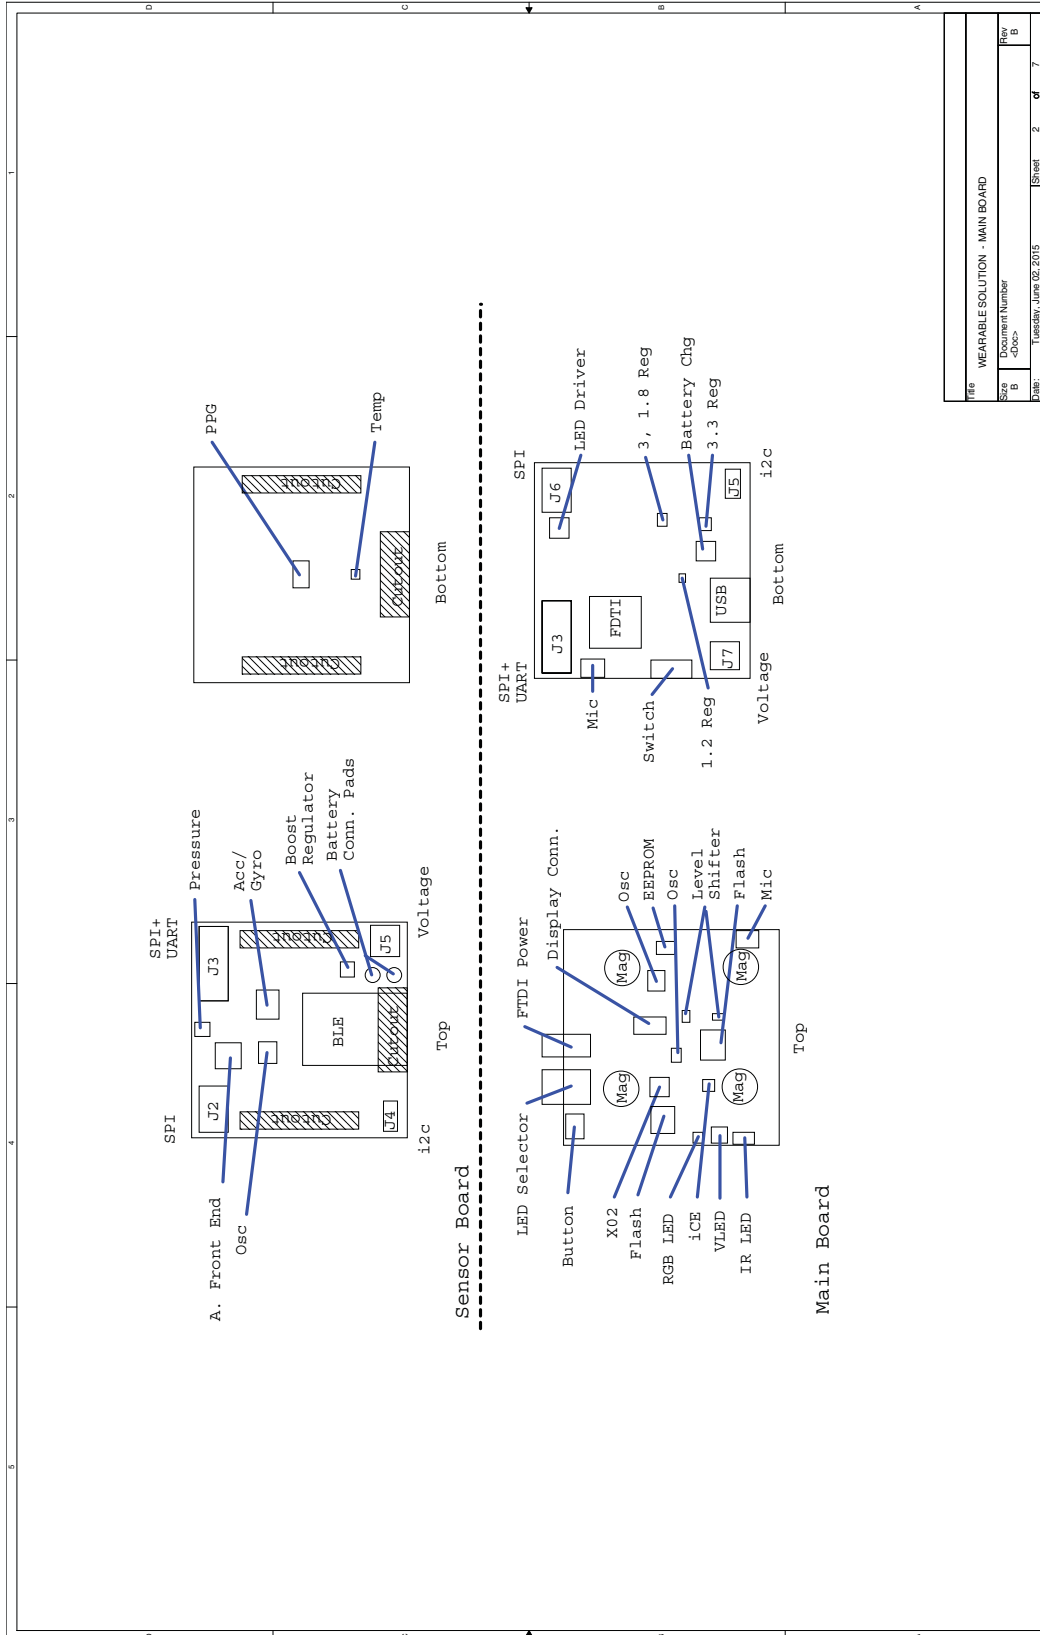 5
4
3
2
1
D
C
B
A
SPI
SPI+
UART
Pressure
J2
J3
A. Front End
Acc/
Gyro
Osc
Cutout
Cutout
BLE
Boost
Regulator
Battery
Conn. Pads
J4
Cutout
J5
i2c
Top
Voltage
PPG
Cutout
Cutout
Temp
Cutout
Bottom
Sensor Board
LED Selector
FTDI Power
Display Conn.
Button
Osc
EEPROM
Osc
Level
Shifter
Flash
Mic
Mag
Mag
Mag
Mag
X02
Flash
RGB LED
iCE
VLED
IR LED
Top
SPI+
UART
SPI
J3
J6
LED Driver
Mic
FDTI
3, 1.8 Reg
Switch
Battery Chg
1.2 Reg
3.3 Reg
J7
USB
J5
Voltage
Bottom
i2c
Main Board
Title
WEARABLE SOLUTION - MAIN BOARD
Size
Document Number
Rev
B
<Doc>
B
Date:
Tuesday, June 02, 2015
Sheet
2
of
7